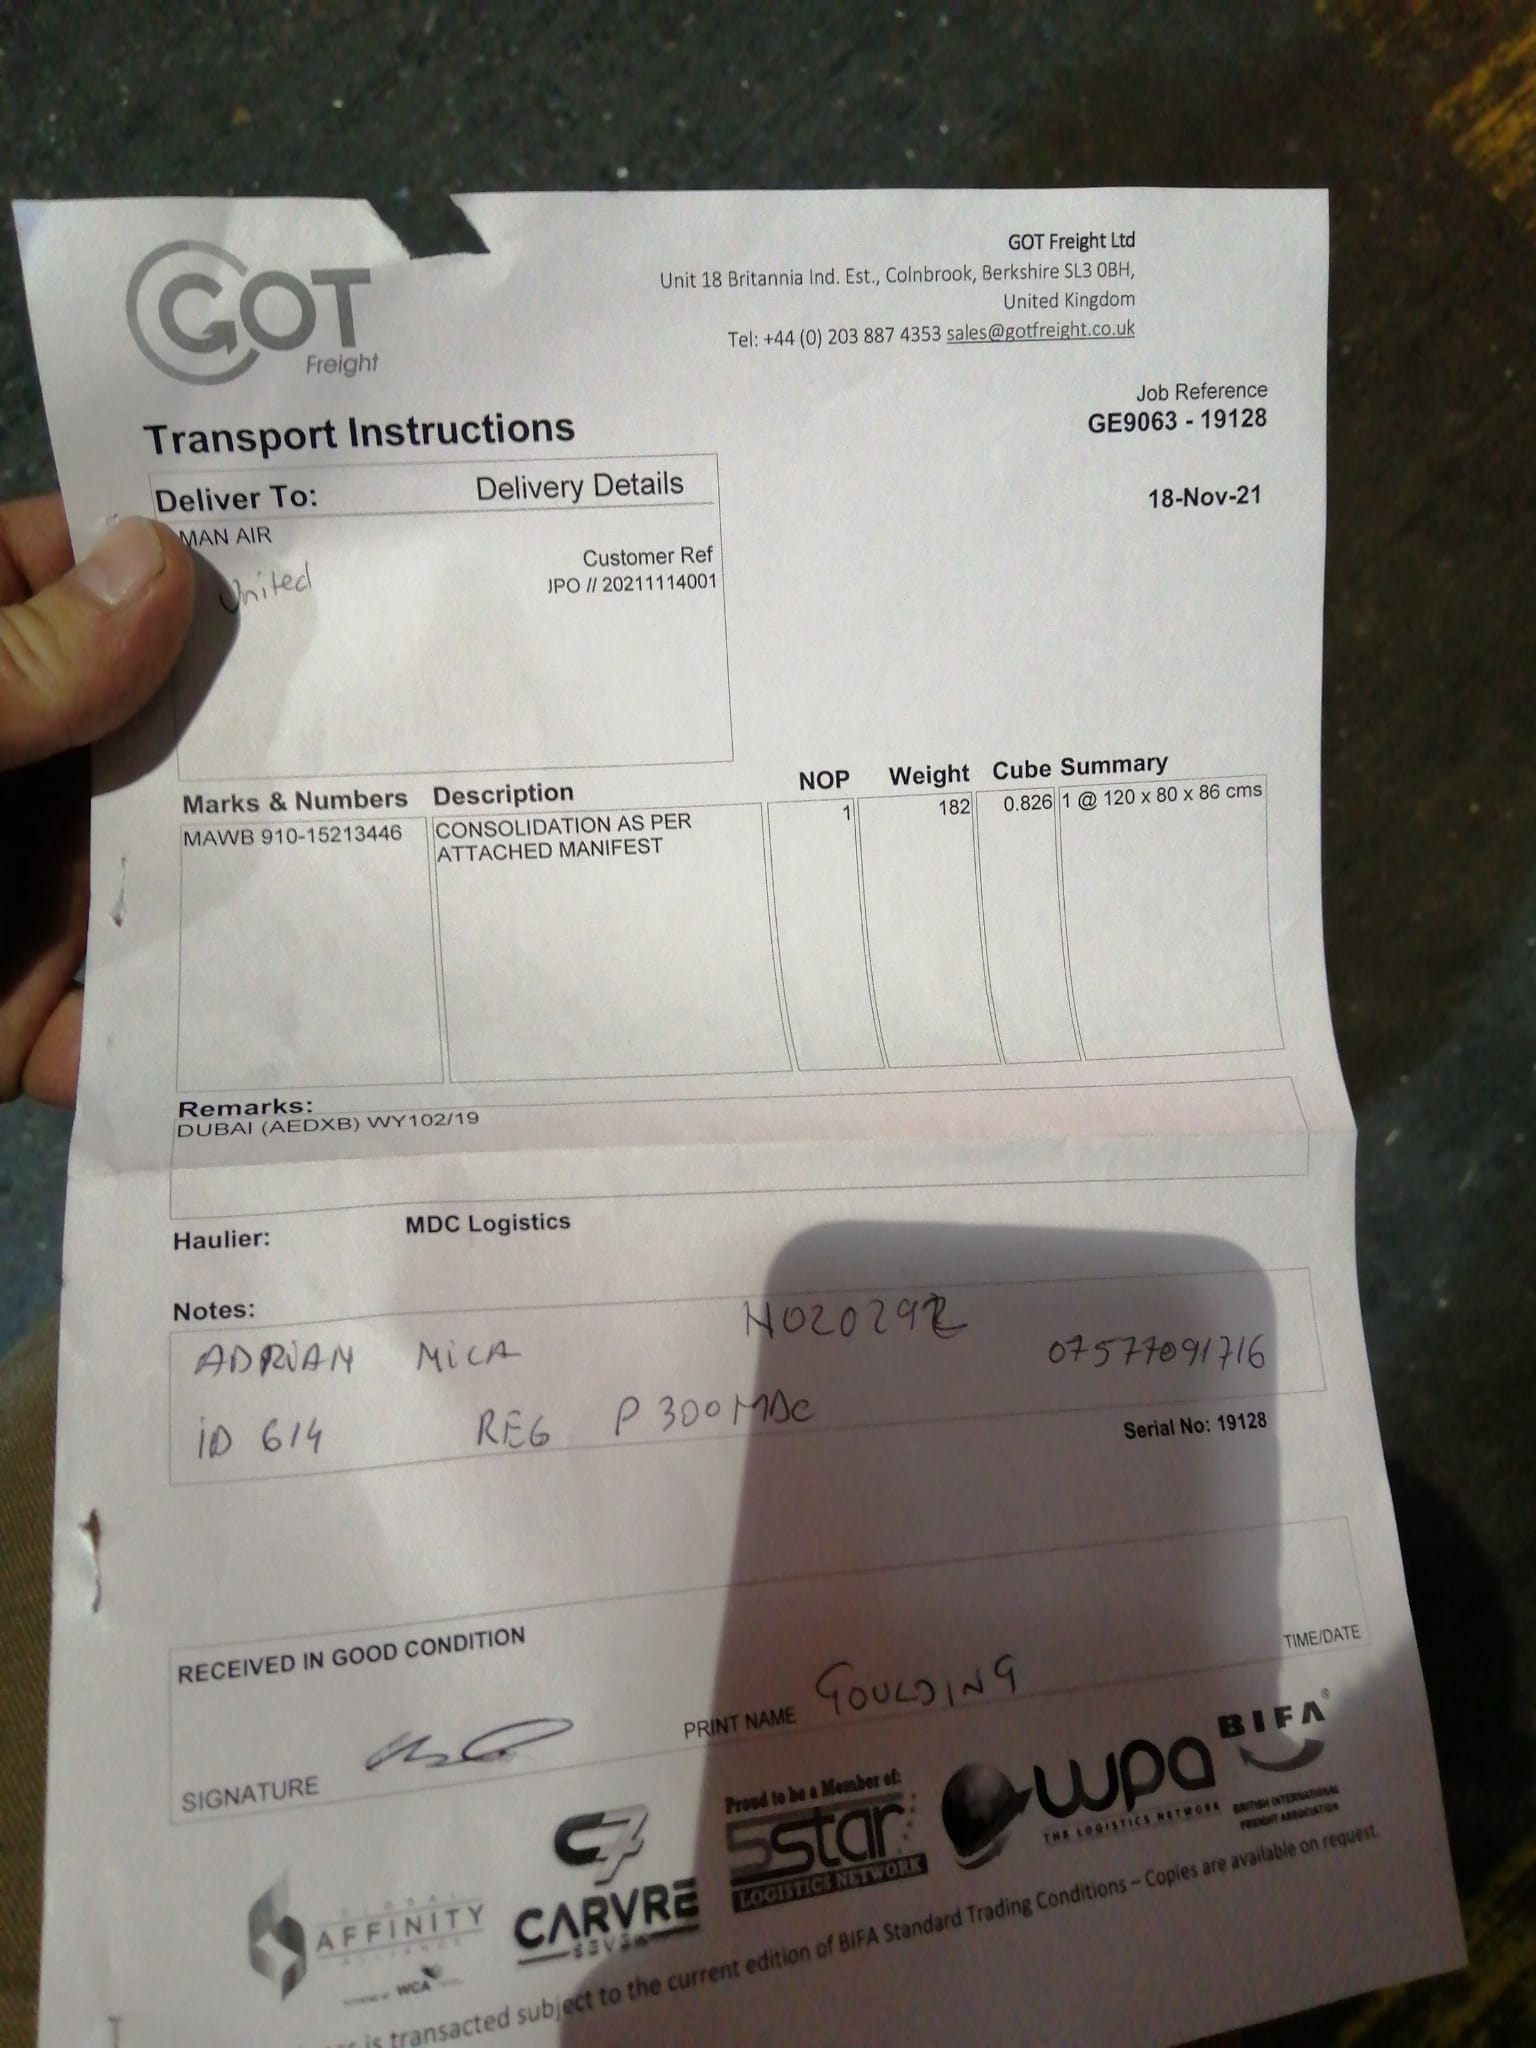 GOT
Freight
GOT Freight Ltd
Unit 18 Britannia Ind. Est., Colnbrook, Berkshire SL3 0BH,
United Kingdom
Tel: +44 (0) 203 887 4353 sales@gotfreight.co.uk
Job Reference
GE9063 - 19128
18-Nov-21
Transport Instructions
Deliver To: Delivery Details
MAN AIR
United
Customer Ref
JPO // 20211114001
Marks & Numbers Description NOP Weight Cube Summary
MAWB 910-15213446 CONSOLIDATION AS PER 1 182 0.826 1 @ 120 x 80 x 86 cms
ATTACHED MANIFEST
Remarks:
DUBAI (AEDXB) WY102/19
Haulier: MDC Logistics
Notes:
ADRIAN MICA 07577091716
ID 614 REG P300MDC
Serial No: 19128
RECEIVED IN GOOD CONDITION
SIGNATURE PRINT NAME GOULDING TIME/DATE
AFFINITY
WCA
C7
CARVRE
SEVEN
Proud to be a Member of:
5star
LOGISTICS NETWORK
wpa
THE LOGISTICS NETWORK
BIFA®
BRITISH INTERNATIONAL
FREIGHT ASSOCIATION
is transacted subject to the current edition of BIFA Standard Trading Conditions – Copies are available on request.